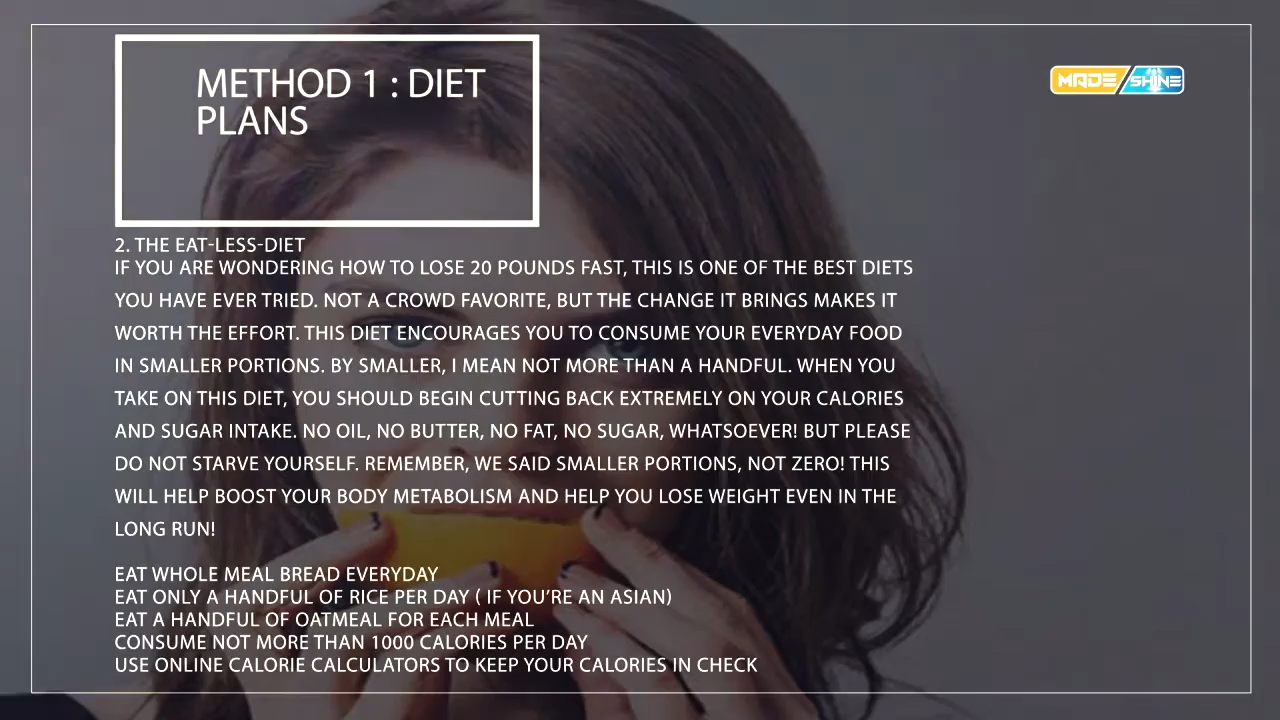 METHOD 1 : DIET
PLANS
MADE/SHINE
2. THE EAT-LESS-DIET
IF YOU ARE WONDERING HOW TO LOSE 20 POUNDS FAST, THIS IS ONE OF THE BEST DIETS
YOU HAVE EVER TRIED. NOT A CROWD FAVORITE, BUT THE CHANGE IT BRINGS MAKES IT
WORTH THE EFFORT. THIS DIET ENCOURAGES YOU TO CONSUME YOUR EVERYDAY FOOD
IN SMALLER PORTIONS. BY SMALLER, I MEAN NOT MORE THAN A HANDFUL. WHEN YOU
TAKE ON THIS DIET, YOU SHOULD BEGIN CUTTING BACK EXTREMELY ON YOUR CALORIES
AND SUGAR INTAKE. NO OIL, NO BUTTER, NO FAT, NO SUGAR, WHATSOEVER! BUT PLEASE
DO NOT STARVE YOURSELF. REMEMBER, WE SAID SMALLER PORTIONS, NOT ZERO! THIS
WILL HELP BOOST YOUR BODY METABOLISM AND HELP YOU LOSE WEIGHT EVEN IN THE
LONG RUN!
EAT WHOLE MEAL BREAD EVERYDAY
EAT ONLY A HANDFUL OF RICE PER DAY ( IF YOU'RE AN ASIAN)
EAT A HANDFUL OF OATMEAL FOR EACH MEAL
CONSUME NOT MORE THAN 1000 CALORIES PER DAY
USE ONLINE CALORIE CALCULATORS TO KEEP YOUR CALORIES IN CHECK